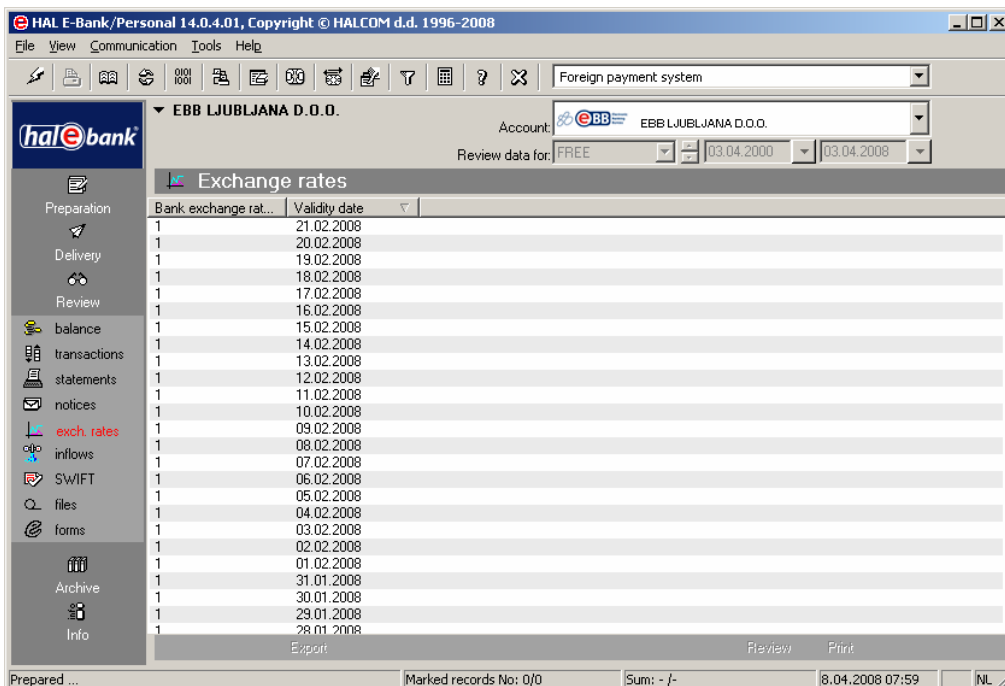 HAL E-Bank/Personal 14.0.4.01, Copyright © HALCOM d.d. 1996-2008
File View Communication Tools Help
Foreign payment system
hal e bank
EBB LJUBLJANA D.O.O.
Account: eBB EBB LJUBLJANA D.O.O.
Review data for: FREE 03.04.2000 03.04.2008
Exchange rates
Preparation
Delivery
Review
balance
transactions
statements
notices
exch. rates
inflows
SWIFT
files
forms
Archive
Info
Bank exchange rat... Validity date
1 21.02.2008
1 20.02.2008
1 19.02.2008
1 18.02.2008
1 17.02.2008
1 16.02.2008
1 15.02.2008
1 14.02.2008
1 13.02.2008
1 12.02.2008
1 11.02.2008
1 10.02.2008
1 09.02.2008
1 08.02.2008
1 07.02.2008
1 06.02.2008
1 05.02.2008
1 04.02.2008
1 03.02.2008
1 02.02.2008
1 01.02.2008
1 31.01.2008
1 30.01.2008
1 29.01.2008
1 28.01.2008
Export Review Print
Prepared ... Marked records No: 0/0 Sum: - /- 8.04.2008 07:59 NL